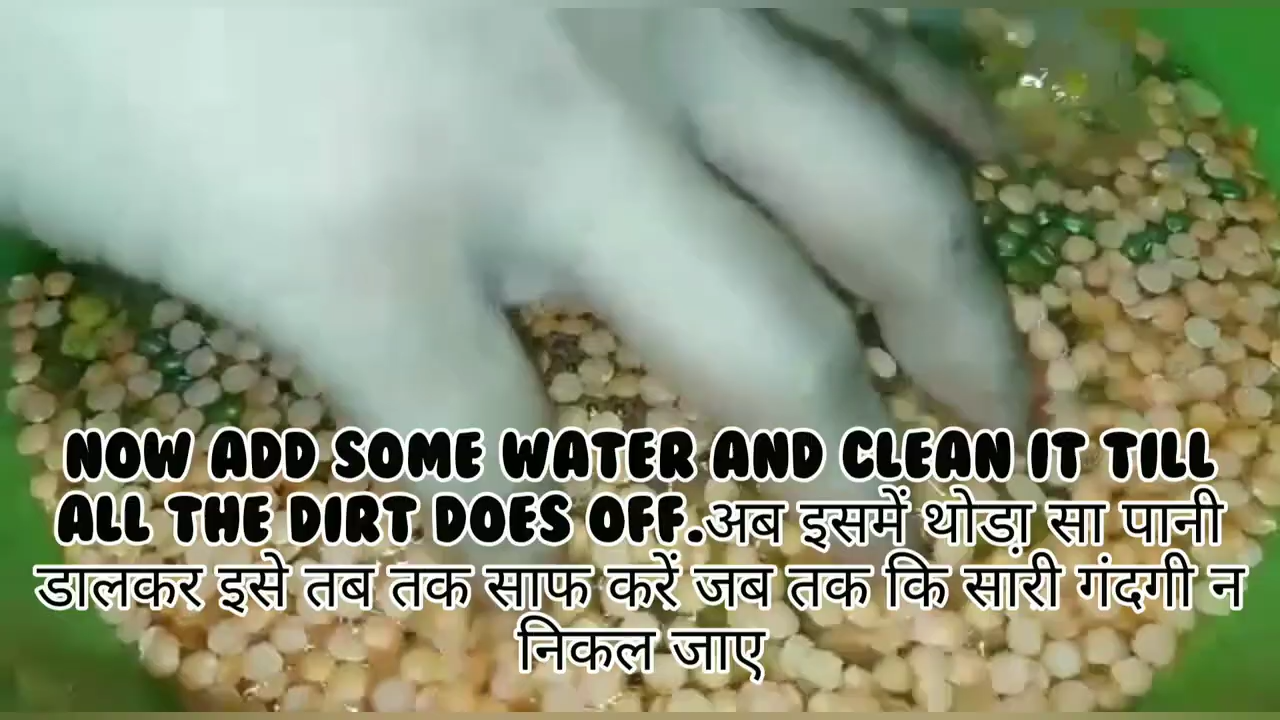 NOW ADD SOME WATER AND CLEAN IT TILL
ALL THE DIRT DOES OFF.अब इसमें थोडा़ सा पानी
डालकर इसे तब तक साफ करें जब तक कि सारी गंदगी न
निकल जाए